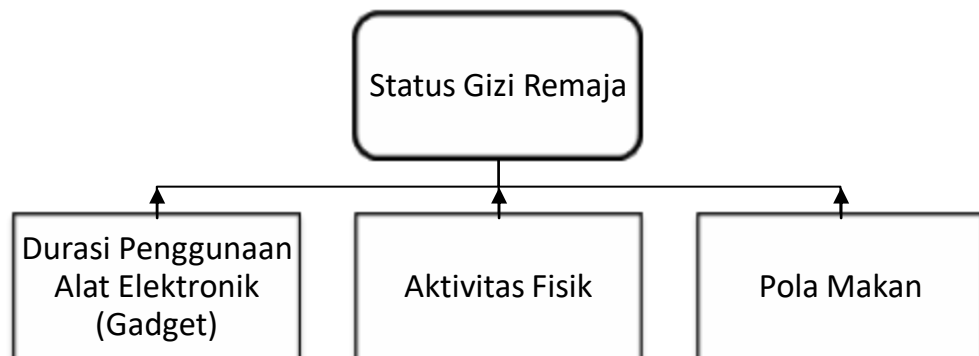 Status Gizi Remaja
Durasi Penggunaan
Alat Elektronik
(Gadget)
Aktivitas Fisik
Pola Makan